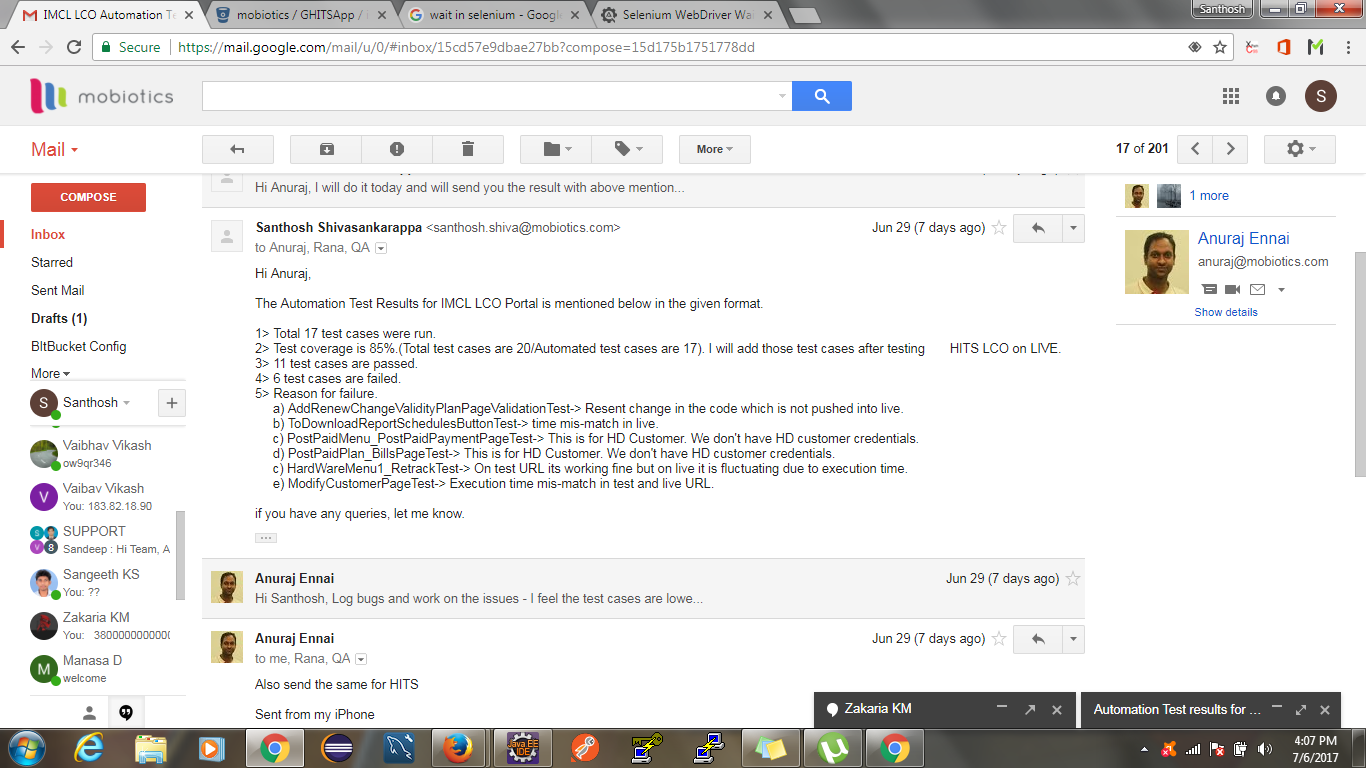 IMCL LCO Automation Te
mobiotics / GHITSApp /
wait in selenium - Goog
Selenium WebDriver Wai
Santhosh
Secure
https://mail.google.com/mail/u/0/#inbox/15cd57e9dbae27bb?compose=15d175b1751778dd
mobiotics
S
Mail
More
17 of 201
COMPOSE
Inbox
Starred
Sent Mail
Drafts (1)
BItBucket Config
More
S Santhosh
Vaibhav Vikash
ow9qr346
V Vaibav Vikash
You: 183.82.18.90
SUPPORT
S
V 8
Sandeep : Hi Team, A
Sangeeth KS
You: ??
Zakaria KM
You: 3800000000000
M Manasa D
welcome
Hi Anuraj, I will do it today and will send you the result with above mention...
Santhosh Shivasankarappa <santhosh.shiva@mobiotics.com>
Jun 29 (7 days ago)
to Anuraj, Rana, QA
Hi Anuraj,
The Automation Test Results for IMCL LCO Portal is mentioned below in the given format.
1> Total 17 test cases were run.
2> Test coverage is 85%.(Total test cases are 20/Automated test cases are 17). I will add those test cases after testing HITS LCO on LIVE.
3> 11 test cases are passed.
4> 6 test cases are failed.
5> Reason for failure.
a) AddRenewChangeValidityPlanPageValidationTest-> Resent change in the code which is not pushed into live.
b) ToDownloadReportSchedulesButtonTest-> time mis-match in live.
c) PostPaidMenu_PostPaidPaymentPageTest-> This is for HD Customer. We don't have HD customer credentials.
d) PostPaidPlan_BillsPageTest-> This is for HD Customer. We don't have HD customer credentials.
c) HardWareMenu1_RetrackTest-> On test URL its working fine but on live it is fluctuating due to execution time.
e) ModifyCustomerPageTest-> Execution time mis-match in test and live URL.
if you have any queries, let me know.
Anuraj Ennai
Jun 29 (7 days ago)
Hi Santhosh, Log bugs and work on the issues - I feel the test cases are lowe...
Anuraj Ennai
Jun 29 (7 days ago)
to me, Rana, QA
Also send the same for HITS
Sent from my iPhone
1 more
Anuraj Ennai
anuraj@mobiotics.com
Show details
Zakaria KM
Automation Test results for ...
Java EE
IDE
4:07 PM
7/6/2017